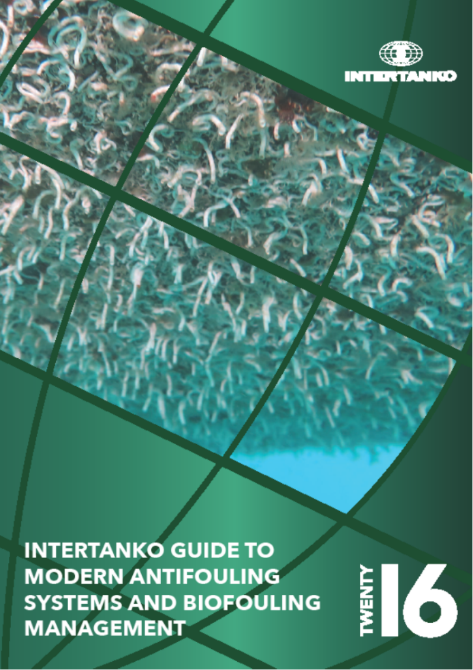 INTERTANKO
INTERTANKO GUIDE TO
MODERN ANTIFOULING
SYSTEMS AND BIOFOULING
MANAGEMENT
TWENTY
16